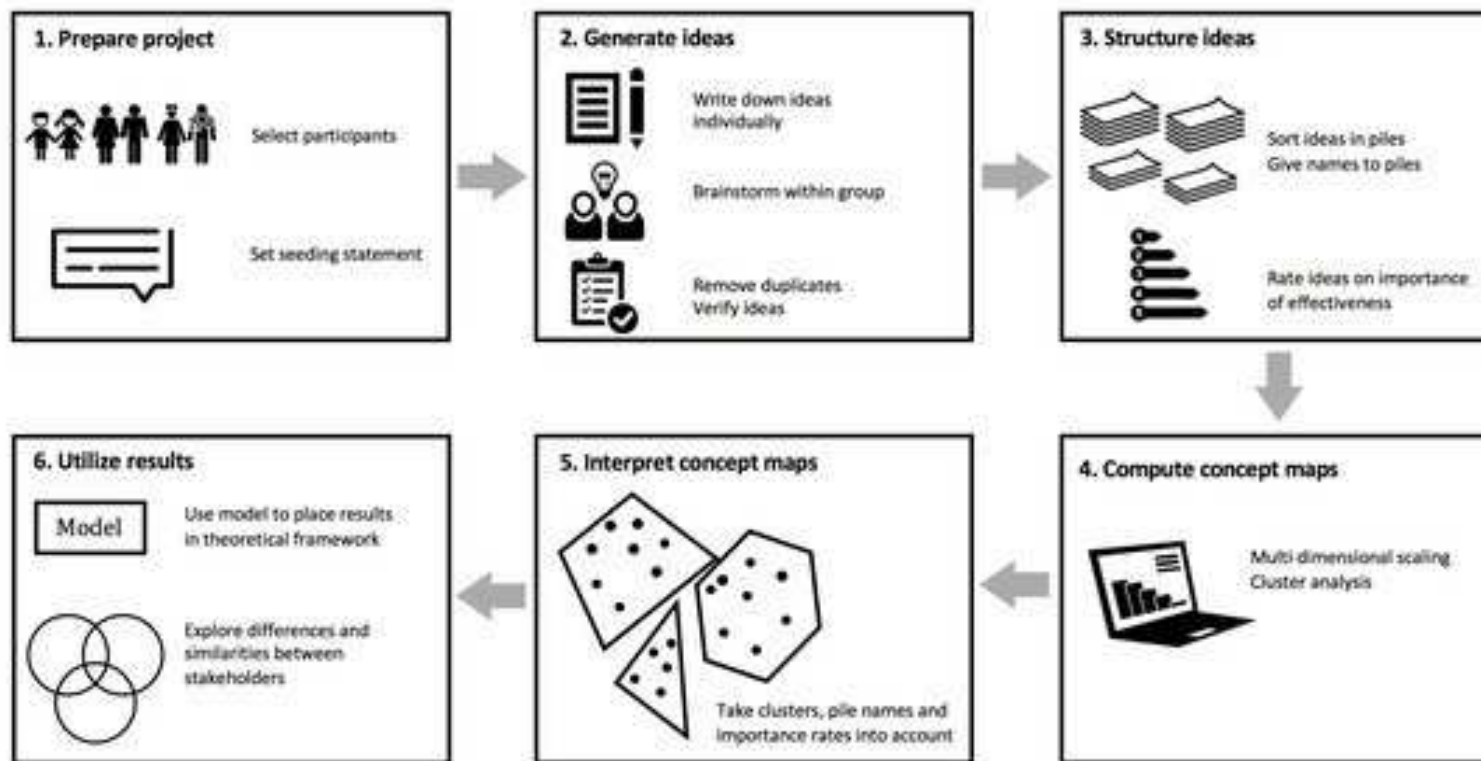 1. Prepare project
Select participants
Set seeding statement
2. Generate ideas
Write down ideas
individually
Brainstorm within group
Remove duplicates
Verify ideas
3. Structure ideas
Sort ideas in piles
Give names to piles
Rate ideas on importance
of effectiveness
4. Compute concept maps
Multi dimensional scaling
Cluster analysis
5. Interpret concept maps
Take clusters, pile names and
importance rates into account
6. Utilize results
Model
Use model to place results
in theoretical framework
Explore differences and
similarities between
stakeholders